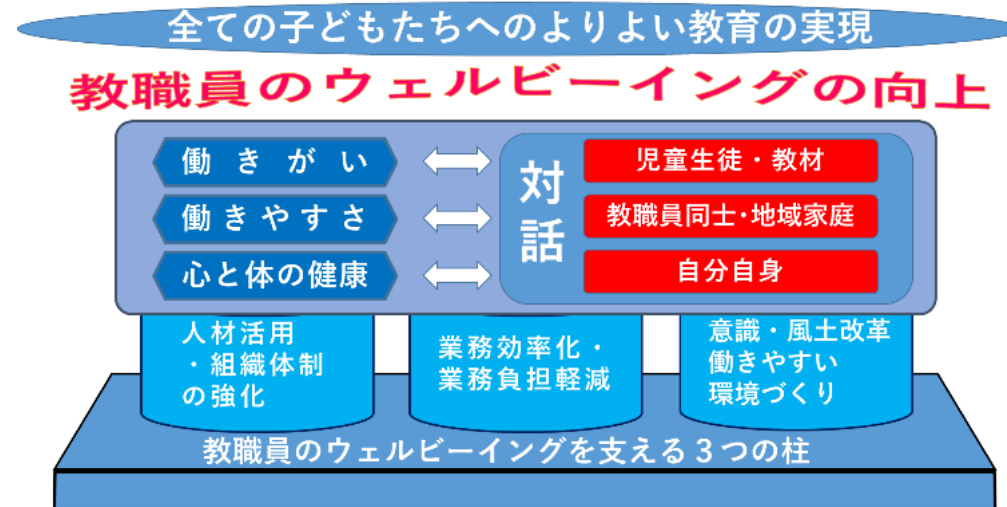 全ての子どもたちへのよりよい教育の実現
教職員のウェルビーイングの向上
働きがい
働きやすさ
心と体の健康
対話
児童生徒・教材
教職員同士・地域家庭
自分自身
人材活用
・組織体制
の強化
業務効率化・
業務負担軽減
意識・風土改革
働きやすい
環境づくり
教職員のウェルビーイングを支える３つの柱